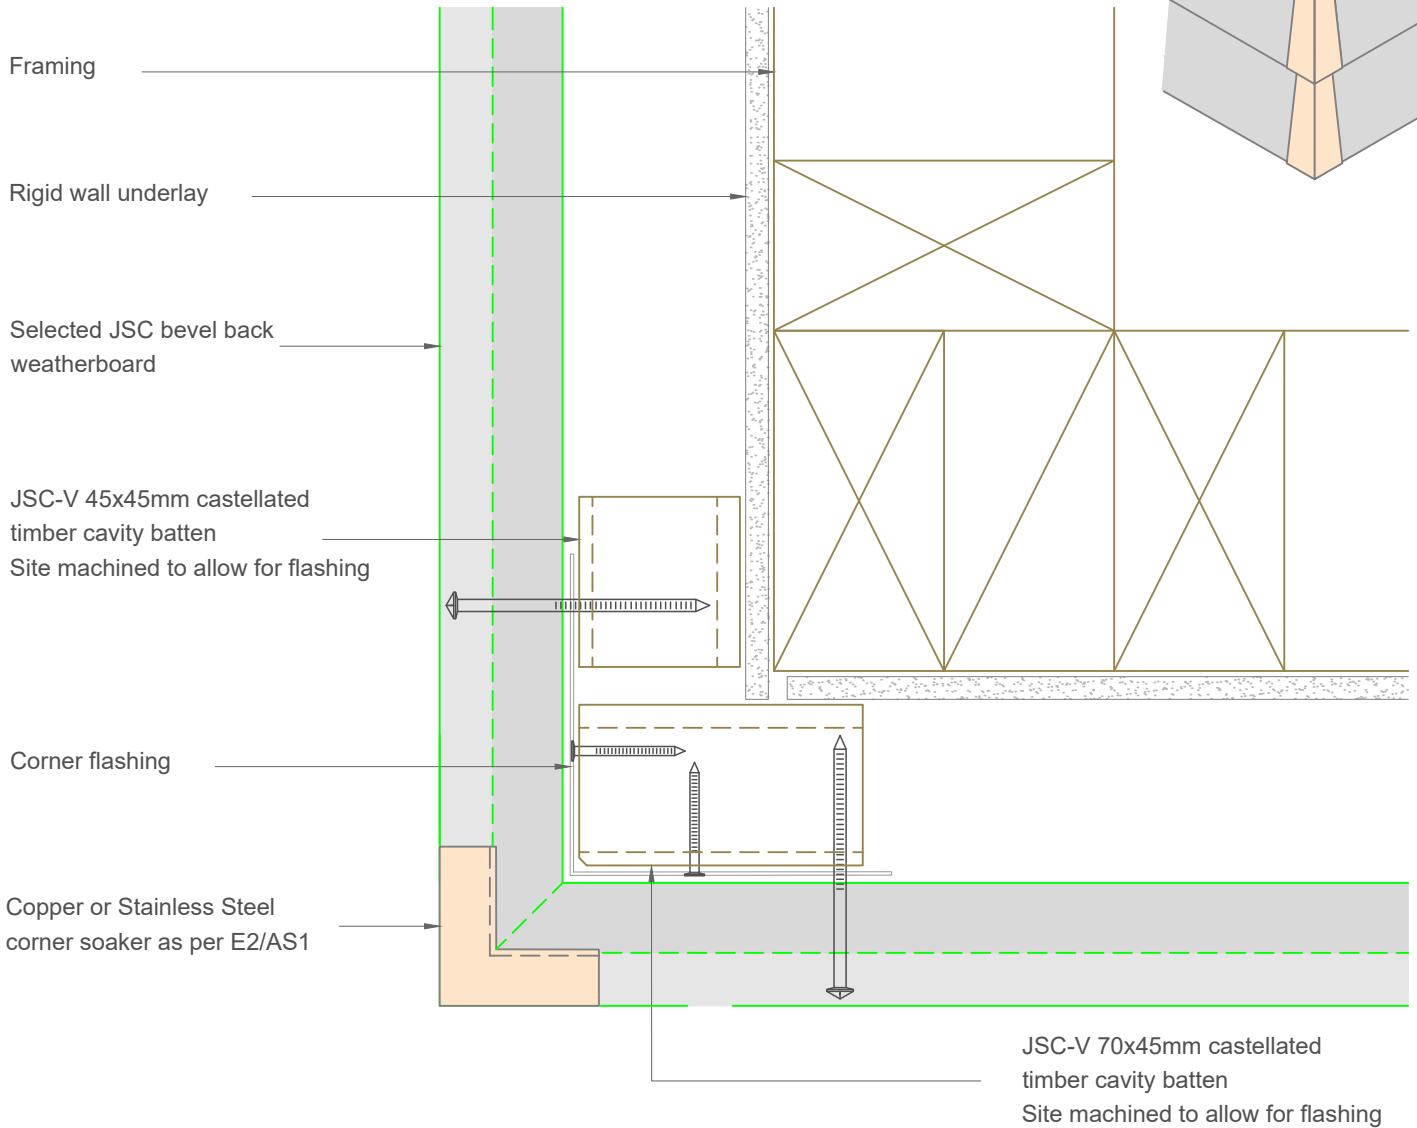 Framing
Rigid wall underlay
Selected JSC bevel back
weatherboard
JSC-V 45x45mm castellated
timber cavity batten
Site machined to allow for flashing
Corner flashing
Copper or Stainless Steel
corner soaker as per E2/AS1
JSC-V 70x45mm castellated
timber cavity batten
Site machined to allow for flashing